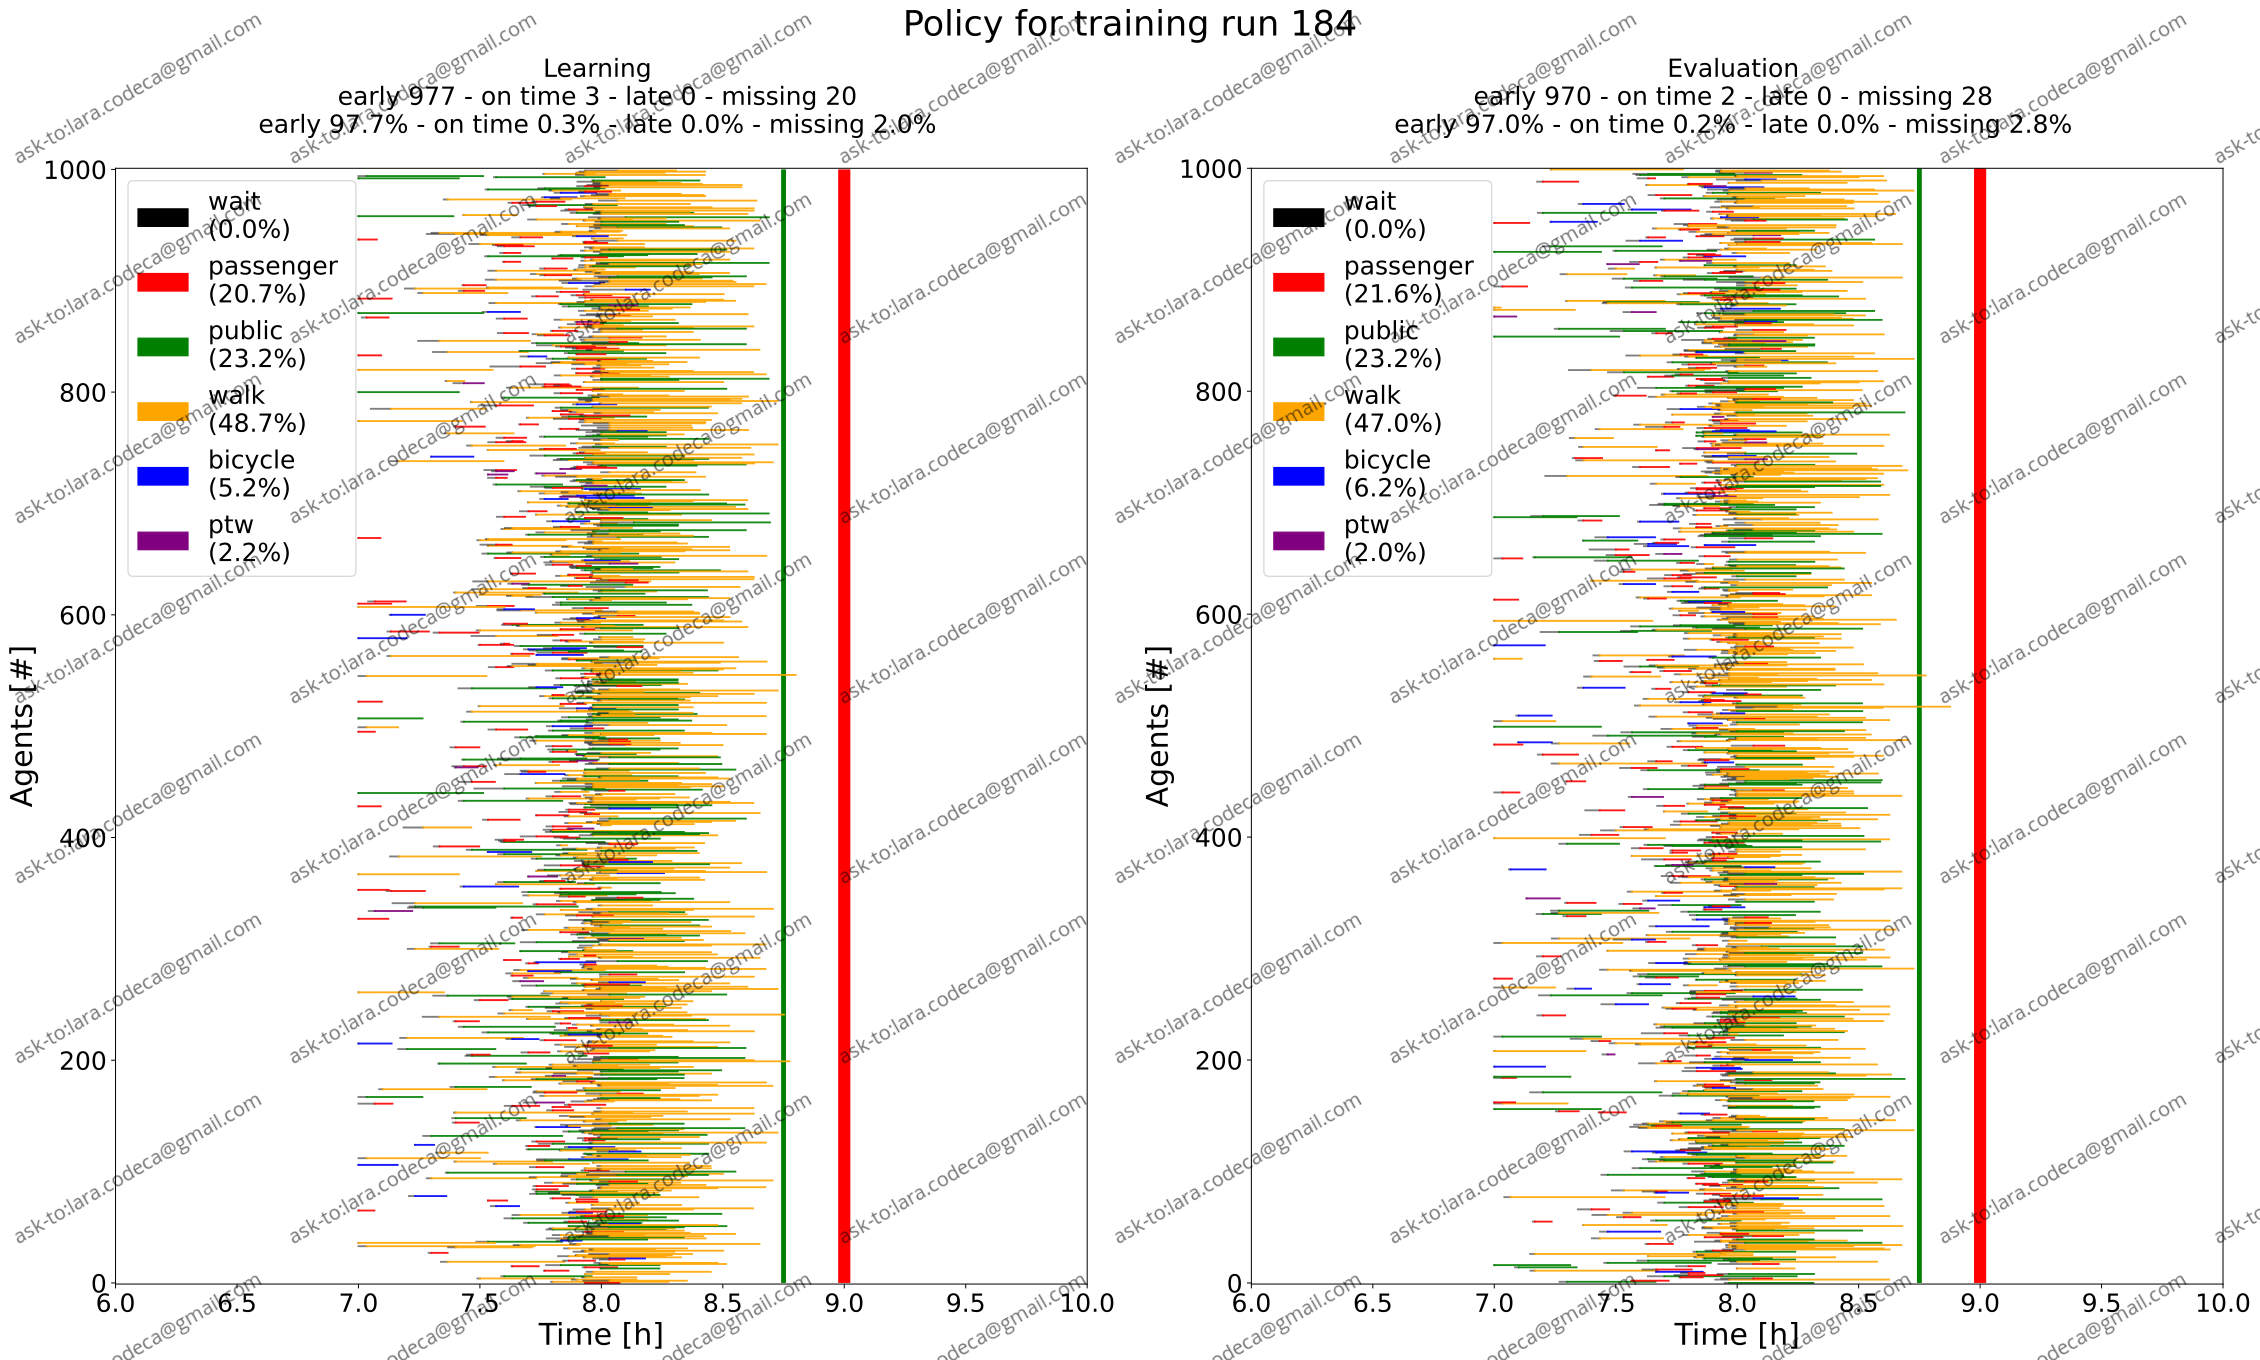 Policy for training run 184
Learning
early 977 - on time 3 - late 0 - missing 20
early 97.7% - on time 0.3% - late 0.0% - missing 2.0%
1000
800
600
400
200
0
Agents [#]
wait
(0.0%)
passenger
(20.7%)
public
(23.2%)
walk
(48.7%)
bicycle
(5.2%)
ptw
(2.2%)
6.0 6.5 7.0 7.5 8.0 8.5 9.0 9.5 10.0
Time [h]
Evaluation
early 970 - on time 2 - late 0 - missing 28
early 97.0% - on time 0.2% - late 0.0% - missing 2.8%
1000
800
600
400
200
0
Agents [#]
wait
(0.0%)
passenger
(21.6%)
public
(23.2%)
walk
(47.0%)
bicycle
(6.2%)
ptw
(2.0%)
6.0 6.5 7.0 7.5 8.0 8.5 9.0 9.5 10.0
Time [h]
ask-to:lara.codeca@gmail.com